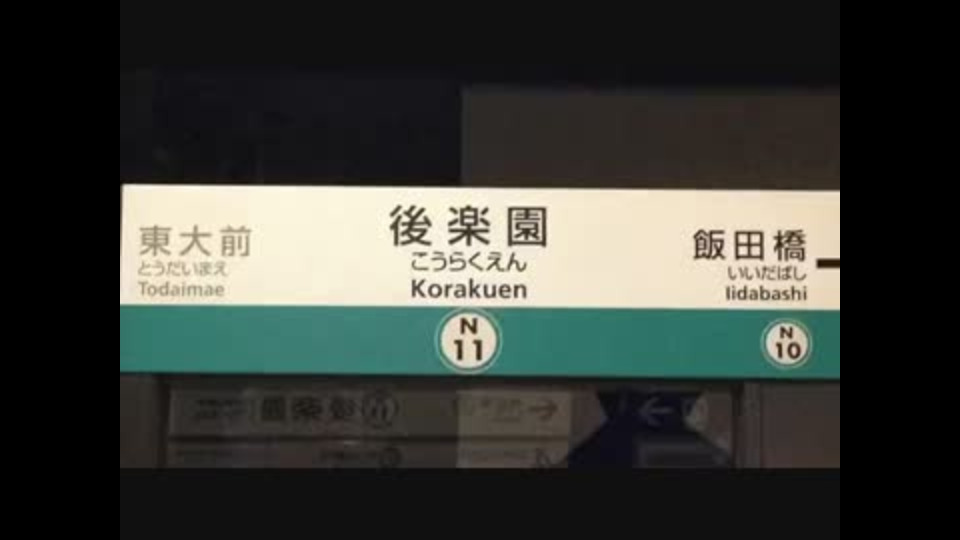 東大前
とうだいまえ
Todaimae
後楽園
こうらくえん
Korakuen
N
11
飯田橋
いいだばし
Iidabashi
N
10